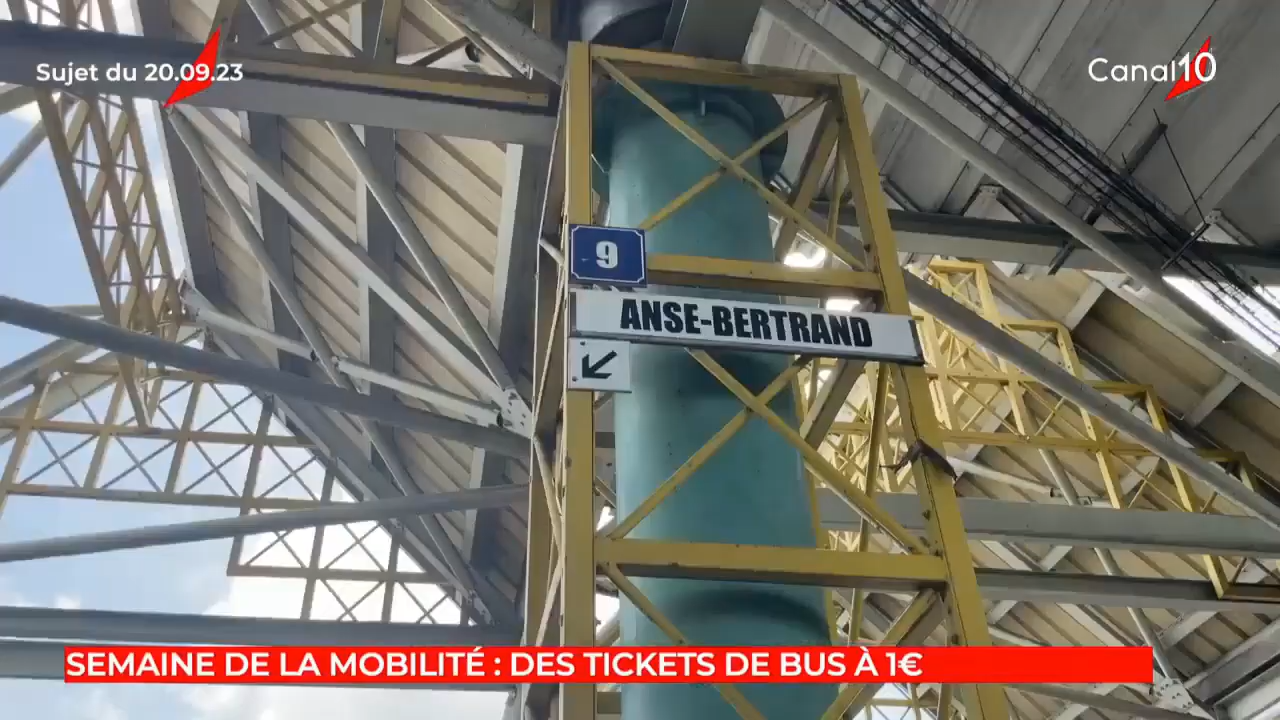 Sujet du 20.09.23
Canal10
9
ANSE-BERTRAND
SEMAINE DE LA MOBILITÉ : DES TICKETS DE BUS À 1€